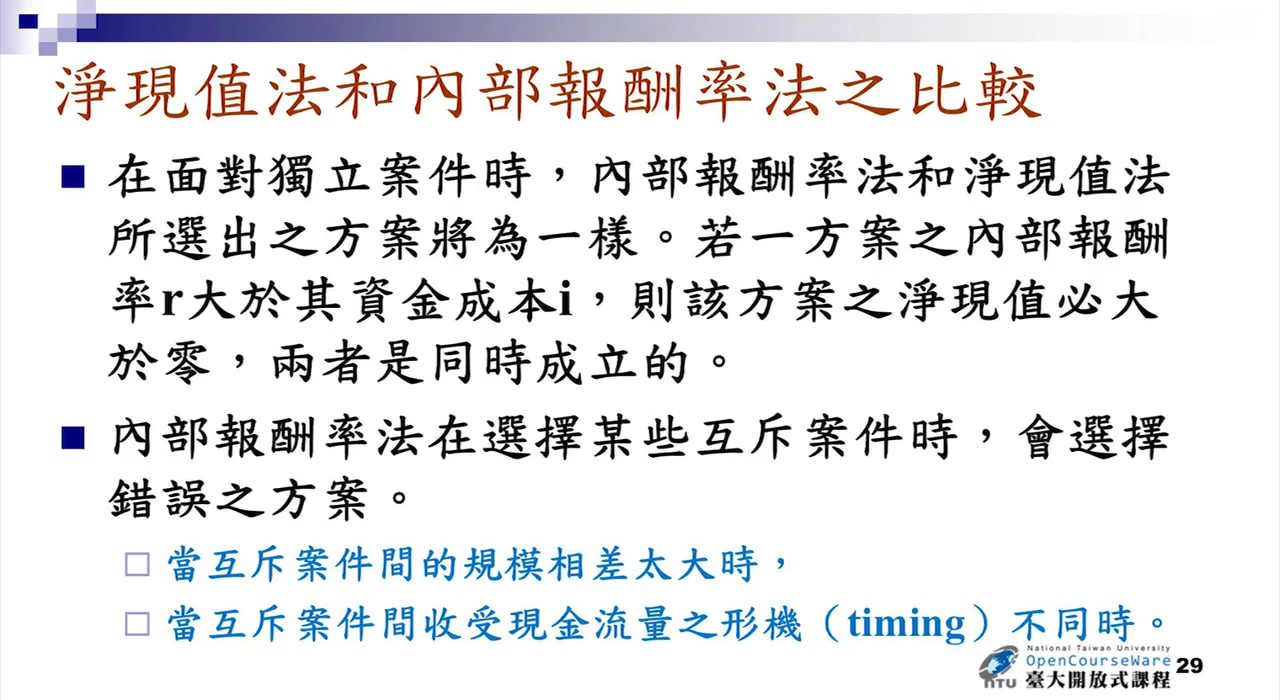 淨現值法和內部報酬率法之比較
在面對獨立案件時，內部報酬率法和淨現值法
所選出之方案將為一樣。若一方案之內部報酬
率r大於其資金成本i，則該方案之淨現值必大
於零，兩者是同時成立的。
內部報酬率法在選擇某些互斥案件時，會選擇
錯誤之方案。
當互斥案件間的規模相差太大時，
當互斥案件間收受現金流量之形機（timing）不同時。
National Taiwan University
OpenCourseWare
NTU 臺大開放式課程
29